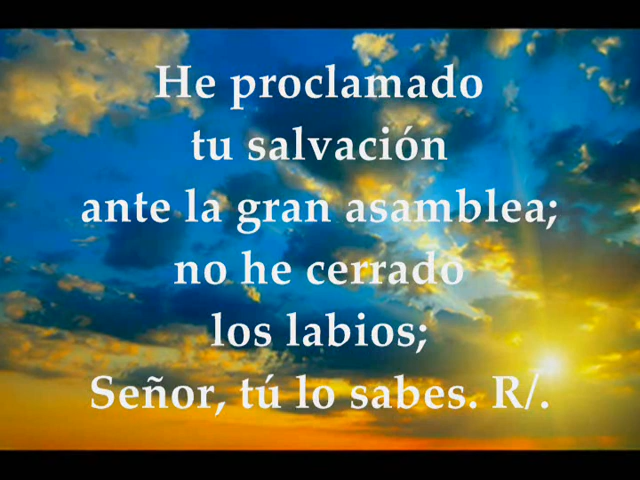 He proclamado
tu salvación
ante la gran asamblea;
no he cerrado
los labios;
Señor, tú lo sabes. R/.